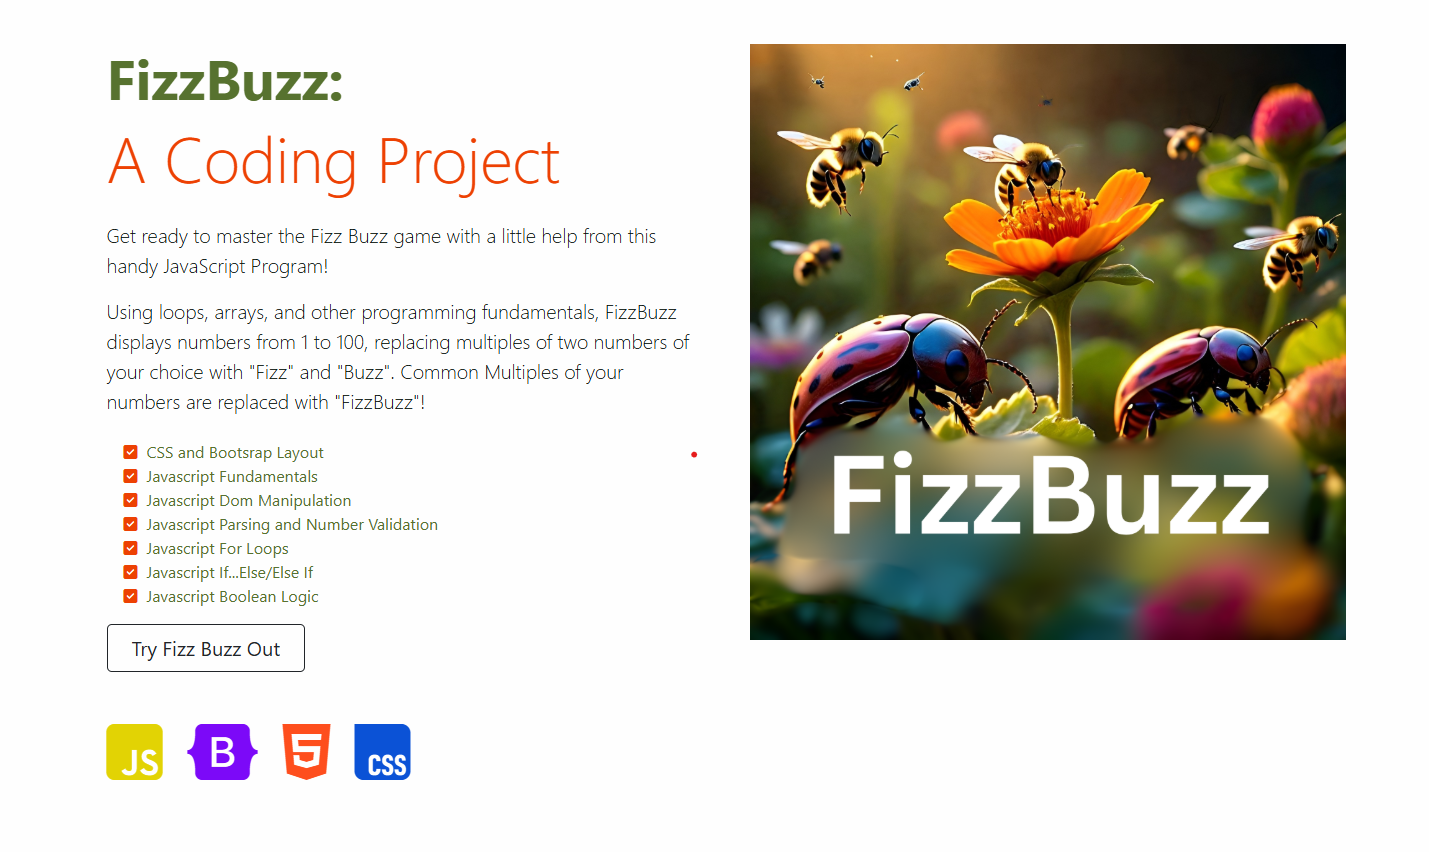 FizzBuzz:
A Coding Project
Get ready to master the Fizz Buzz game with a little help from this
handy JavaScript Program!
Using loops, arrays, and other programming fundamentals, FizzBuzz
displays numbers from 1 to 100, replacing multiples of two numbers of
your choice with "Fizz" and "Buzz". Common Multiples of your
numbers are replaced with "FizzBuzz"!
CSS and Bootsrap Layout
Javascript Fundamentals
Javascript Dom Manipulation
Javascript Parsing and Number Validation
Javascript For Loops
Javascript If...Else/Else If
Javascript Boolean Logic
Try Fizz Buzz Out
JS B 5 CSS
FizzBuzz